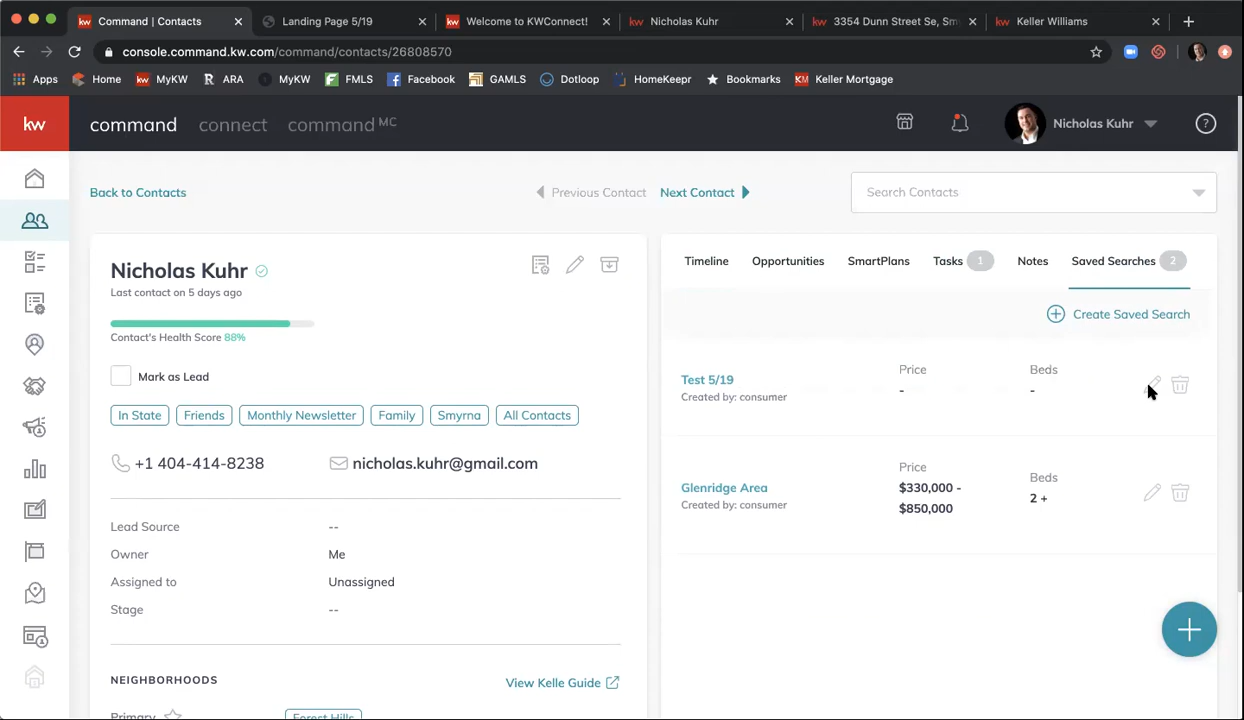 Command | Contacts
Landing Page 5/19
Welcome to KWConnect!
Nicholas Kuhr
3354 Dunn Street Se, Sm
Keller Williams
console.command.kw.com/command/contacts/26808570
Apps
Home
MyKW
ARA
MyKW
FMLS
Facebook
GAMLS
Dotloop
HomeKeepr
Bookmarks
KM Keller Mortgage
kw
command
connect
command MC
Nicholas Kuhr
Back to Contacts
Previous Contact
Next Contact
Search Contacts
Nicholas Kuhr
Last contact on 5 days ago
Contact's Health Score 88%
Mark as Lead
In State
Friends
Monthly Newsletter
Family
Smyrna
All Contacts
+1 404-414-8238
nicholas.kuhr@gmail.com
Lead Source --
Owner Me
Assigned to Unassigned
Stage --
NEIGHBORHOODS
View Kelle Guide
Primary
Forest Hills
Timeline
Opportunities
SmartPlans
Tasks 1
Notes
Saved Searches 2
Create Saved Search
Test 5/19
Created by: consumer
Price
-
Beds
-
Glenridge Area
Created by: consumer
Price
$330,000 -
$850,000
Beds
2 +